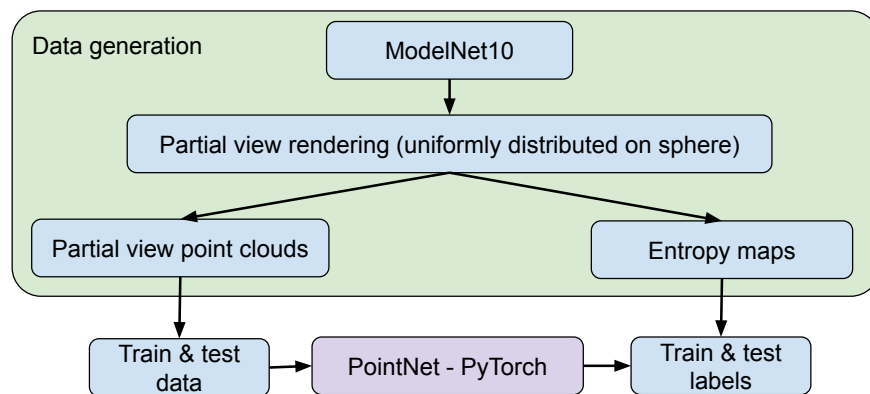 Data generation
ModelNet10
Partial view rendering (uniformly distributed on sphere)
Partial view point clouds
Entropy maps
Train & test
data
PointNet - PyTorch
Train & test
labels